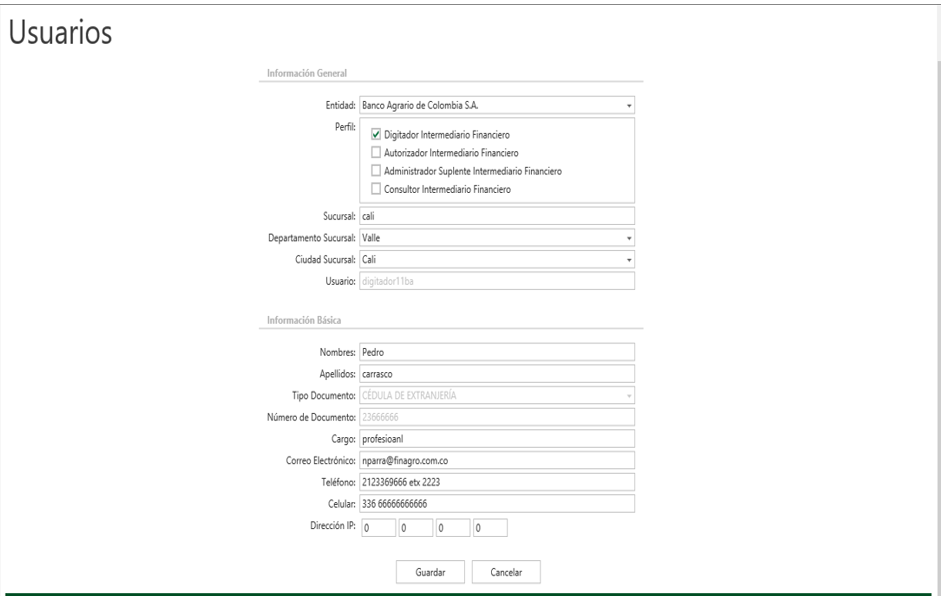 Usuarios
Información General
Entidad: Banco Agrario de Colombia S.A.
Perfil:
Digitador Intermediario Financiero
Autorizador Intermediario Financiero
Administrador Suplente Intermediario Financiero
Consultor Intermediario Financiero
Sucursal: cali
Departamento Sucursal: Valle
Ciudad Sucursal: Cali
Usuario: digitador11ba
Información Básica
Nombres: Pedro
Apellidos: carrasco
Tipo Documento: CÉDULA DE EXTRANJERÍA
Número de Documento: 23666666
Cargo: profesioanl
Correo Electrónico: nparra@finagro.com.co
Teléfono: 2123369666 etx 2223
Celular: 336 66666666666
Dirección IP: 0 0 0 0
Guardar Cancelar